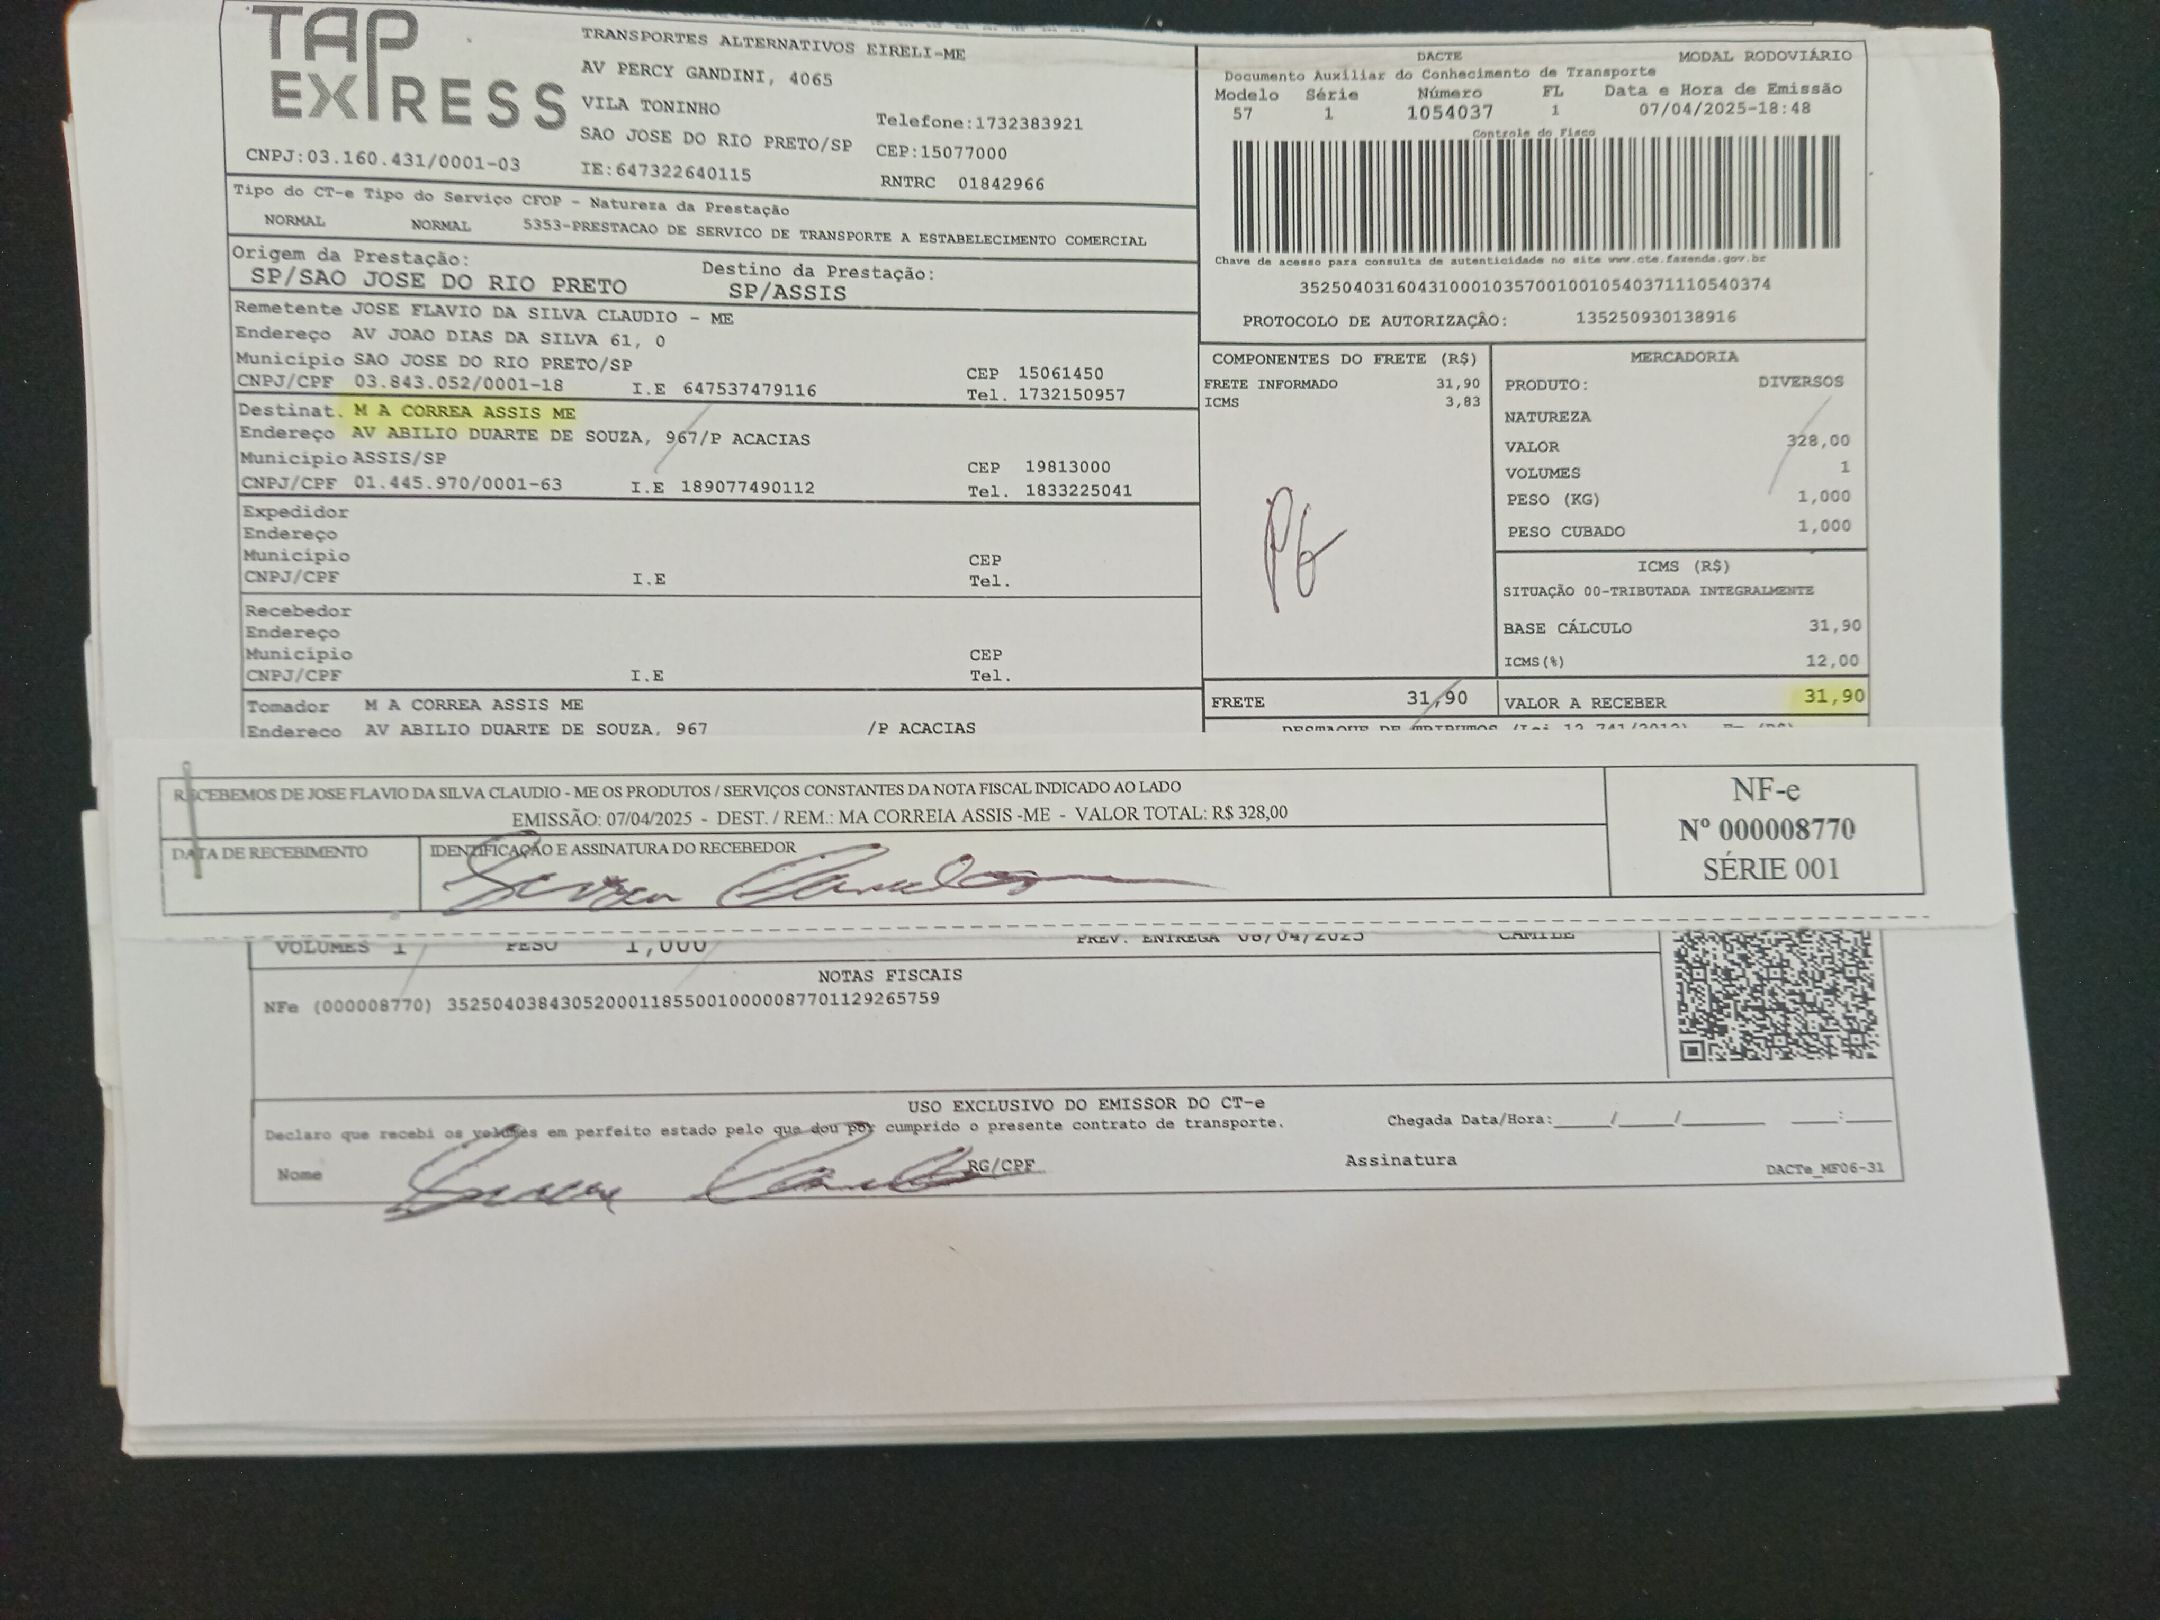 TAP EXPRESS
CNPJ:03.160.431/0001-03
TRANSPORTES ALTERNATIVOS EIRELI-ME
AV PERCY GANDINI, 4065
VILA TONINHO
SAO JOSE DO RIO PRETO/SP
IE:647322640115
Telefone:1732383921
CEP:15077000
RNTRC 01842966
DACTE MODAL RODOVIÁRIO
Documento Auxiliar do Conhecimento de Transporte
Modelo Série Número FL Data e Hora de Emissão
57 1 1054037 1 07/04/2025-18:48
Controle do Fisco
Chave de acesso para consulta de autenticidade no site www.cte.fazenda.gov.br
35250403160431000103570010010540371110540374
PROTOCOLO DE AUTORIZAÇÂO: 135250930138916
Tipo do CT-e Tipo do Serviço CFOP - Natureza da Prestação
NORMAL NORMAL 5353-PRESTACAO DE SERVICO DE TRANSPORTE A ESTABELECIMENTO COMERCIAL
Origem da Prestação: Destino da Prestação:
SP/SAO JOSE DO RIO PRETO SP/ASSIS
Remetente JOSE FLAVIO DA SILVA CLAUDIO - ME
Endereço AV JOAO DIAS DA SILVA 61, 0
Município SAO JOSE DO RIO PRETO/SP CEP 15061450
CNPJ/CPF 03.843.052/0001-18 I.E 647537479116 Tel. 1732150957
Destinat. M A CORREA ASSIS ME
Endereço AV ABILIO DUARTE DE SOUZA, 967/P ACACIAS
Município ASSIS/SP CEP 19813000
CNPJ/CPF 01.445.970/0001-63 I.E 189077490112 Tel. 1833225041
Expedidor
Endereço
Município CEP
CNPJ/CPF I.E Tel.
Recebedor
Endereço
Município CEP
CNPJ/CPF I.E Tel.
Tomador M A CORREA ASSIS ME
Endereço AV ABILIO DUARTE DE SOUZA, 967 /P ACACIAS
COMPONENTES DO FRETE (R$)
FRETE INFORMADO 31,90
ICMS 3,83
PG
FRETE 31,90
MERCADORIA
PRODUTO: DIVERSOS
NATUREZA
VALOR 328,00
VOLUMES 1
PESO (KG) 1,000
PESO CUBADO 1,000
ICMS (R$)
SITUAÇÃO 00-TRIBUTADA INTEGRALMENTE
BASE CÁLCULO 31,90
ICMS(%) 12,00
VALOR A RECEBER 31,90
RECEBEMOS DE JOSE FLAVIO DA SILVA CLAUDIO - ME OS PRODUTOS / SERVIÇOS CONSTANTES DA NOTA FISCAL INDICADO AO LADO
EMISSÃO: 07/04/2025 - DEST. / REM.: MA CORREIA ASSIS -ME - VALOR TOTAL: R$ 328,00
DATA DE RECEBIMENTO IDENTIFICAÇÃO E ASSINATURA DO RECEBEDOR
NF-e
Nº 000008770
SÉRIE 001
VOLUMES 1 PESO 1,000 PREV. ENTREGA
NOTAS FISCAIS
NFe (000008770) 35250403843052000118550010000087701129265759
USO EXCLUSIVO DO EMISSOR DO CT-e
Declaro que recebi os volumes em perfeito estado pelo que dou por cumprido o presente contrato de transporte. Chegada Data/Hora:____/____/______ ____:____
Nome RG/CPF Assinatura DACTe_MF06-31